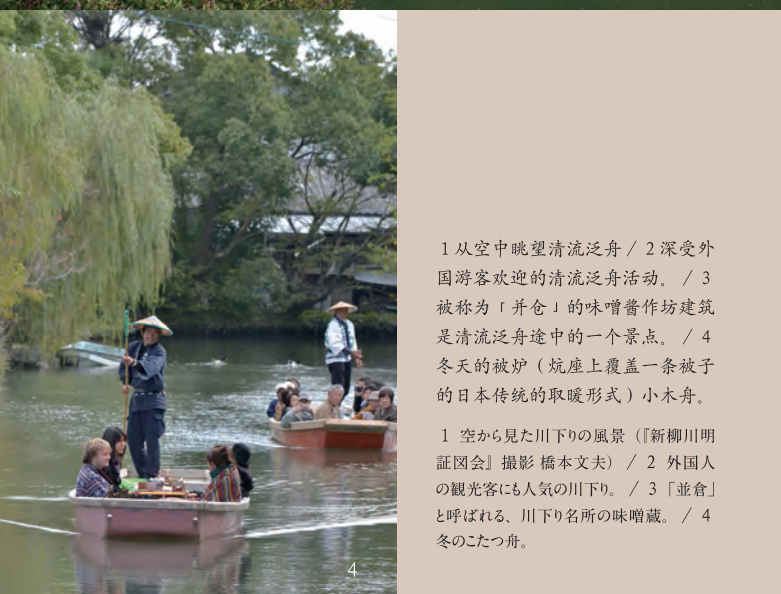 1从空中眺望清流泛舟 / 2深受外
国游客欢迎的清流泛舟活动。 / 3
被称为「并仓」的味噌酱作坊建筑
是清流泛舟途中的一个景点。 / 4
冬天的被炉（炕座上覆盖一条被子
的日本传统的取暖形式）小木舟。
1 空から見た川下りの風景（『新柳川明
証図会』撮影 橋本文夫） / 2 外国人
の観光客にも人気の川下り。 / 3「並倉」
と呼ばれる、川下り名所の味噌蔵。 / 4
冬のこたつ舟。
4